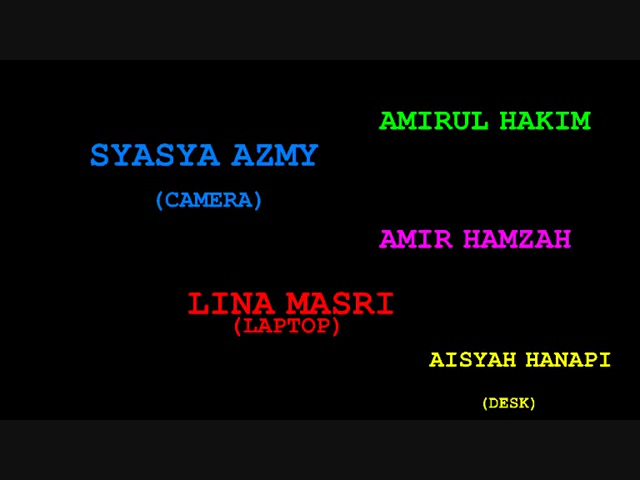 AMIRUL HAKIM
SYASYA AZMY
(CAMERA)
AMIR HAMZAH
LINA MASRI
(LAPTOP)
AISYAH HANAPI
(DESK)